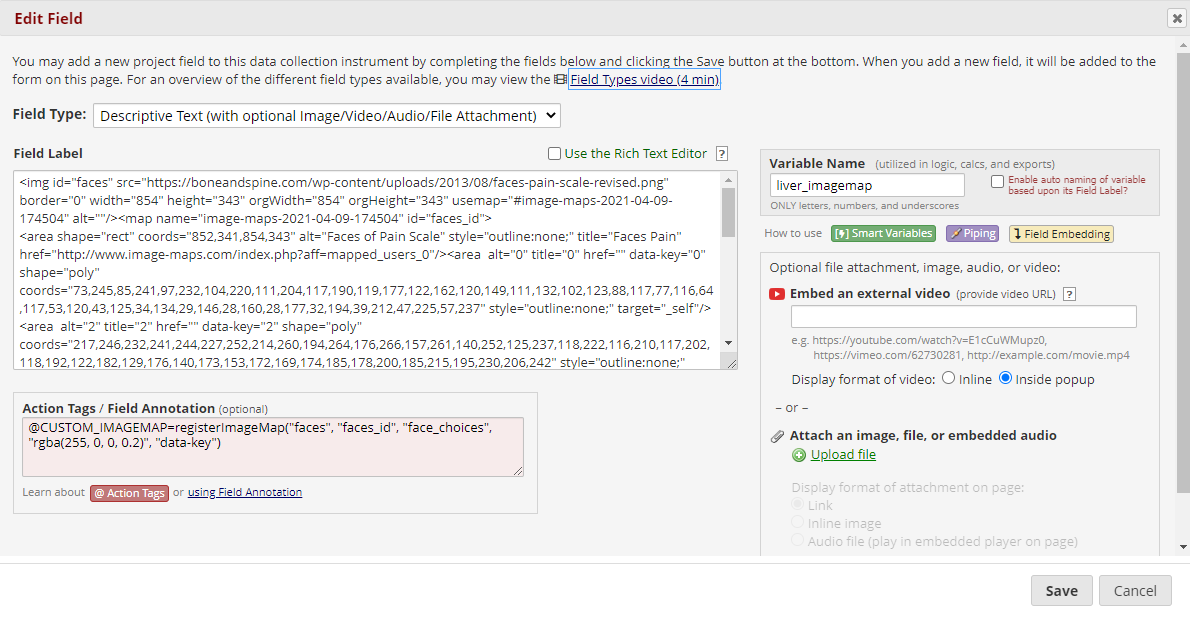 Edit Field
You may add a new project field to this data collection instrument by completing the fields below and clicking the Save button at the bottom. When you add a new field, it will be added to the
form on this page. For an overview of the different field types available, you may view the Field Types video (4 min)
Field Type: Descriptive Text (with optional Image/Video/Audio/File Attachment)
Field Label
Use the Rich Text Editor ?
<img id="faces" src="https://boneandspine.com/wp-content/uploads/2013/08/faces-pain-scale-revised.png"
border="0" width="854" height="343" orgWidth="854" orgHeight="343" usemap="#image-maps-2021-04-09-
174504" alt=""/><map name="image-maps-2021-04-09-174504" id="faces_id">
<area shape="rect" coords="852,341,854,343" alt="Faces of Pain Scale" style="outline:none;" title="Faces Pain"
href="http://www.image-maps.com/index.php?aff=mapped_users_0"/><area  alt="0" title="0" href="" data-key="0"
shape="poly"
coords="73,245,85,241,97,232,104,220,111,204,117,190,119,177,122,162,120,149,111,132,102,123,88,117,77,116,64
,117,53,120,43,125,34,134,29,146,28,160,28,177,32,194,39,212,47,225,57,237" style="outline:none;" target="_self"/>
<area  alt="2" title="2" href="" data-key="2" shape="poly"
coords="217,246,232,241,244,227,252,214,260,194,264,176,266,157,261,140,252,125,237,118,222,116,210,117,202,
118,192,122,182,129,176,140,173,153,172,169,174,185,178,200,185,215,195,230,206,242" style="outline:none;"
Action Tags / Field Annotation (optional)
@CUSTOM_IMAGEMAP=registerImageMap("faces", "faces_id", "face_choices",
"rgba(255, 0, 0, 0.2)", "data-key")
Learn about @ Action Tags or using Field Annotation
Variable Name (utilized in logic, calcs, and exports)
liver_imagemap
Enable auto naming of variable
based upon its Field Label?
ONLY letters, numbers, and underscores
How to use Smart Variables Piping Field Embedding
Optional file attachment, image, audio, or video:
Embed an external video (provide video URL) ?
e.g. https://youtube.com/watch?v=E1cCuWMupz0,
https://vimeo.com/62730281, http://example.com/movie.mp4
Display format of video: Inline Inside popup
– or –
Attach an image, file, or embedded audio
Upload file
Display format of attachment on page:
Link
Inline image
Audio file (play in embedded player on page)
Save
Cancel